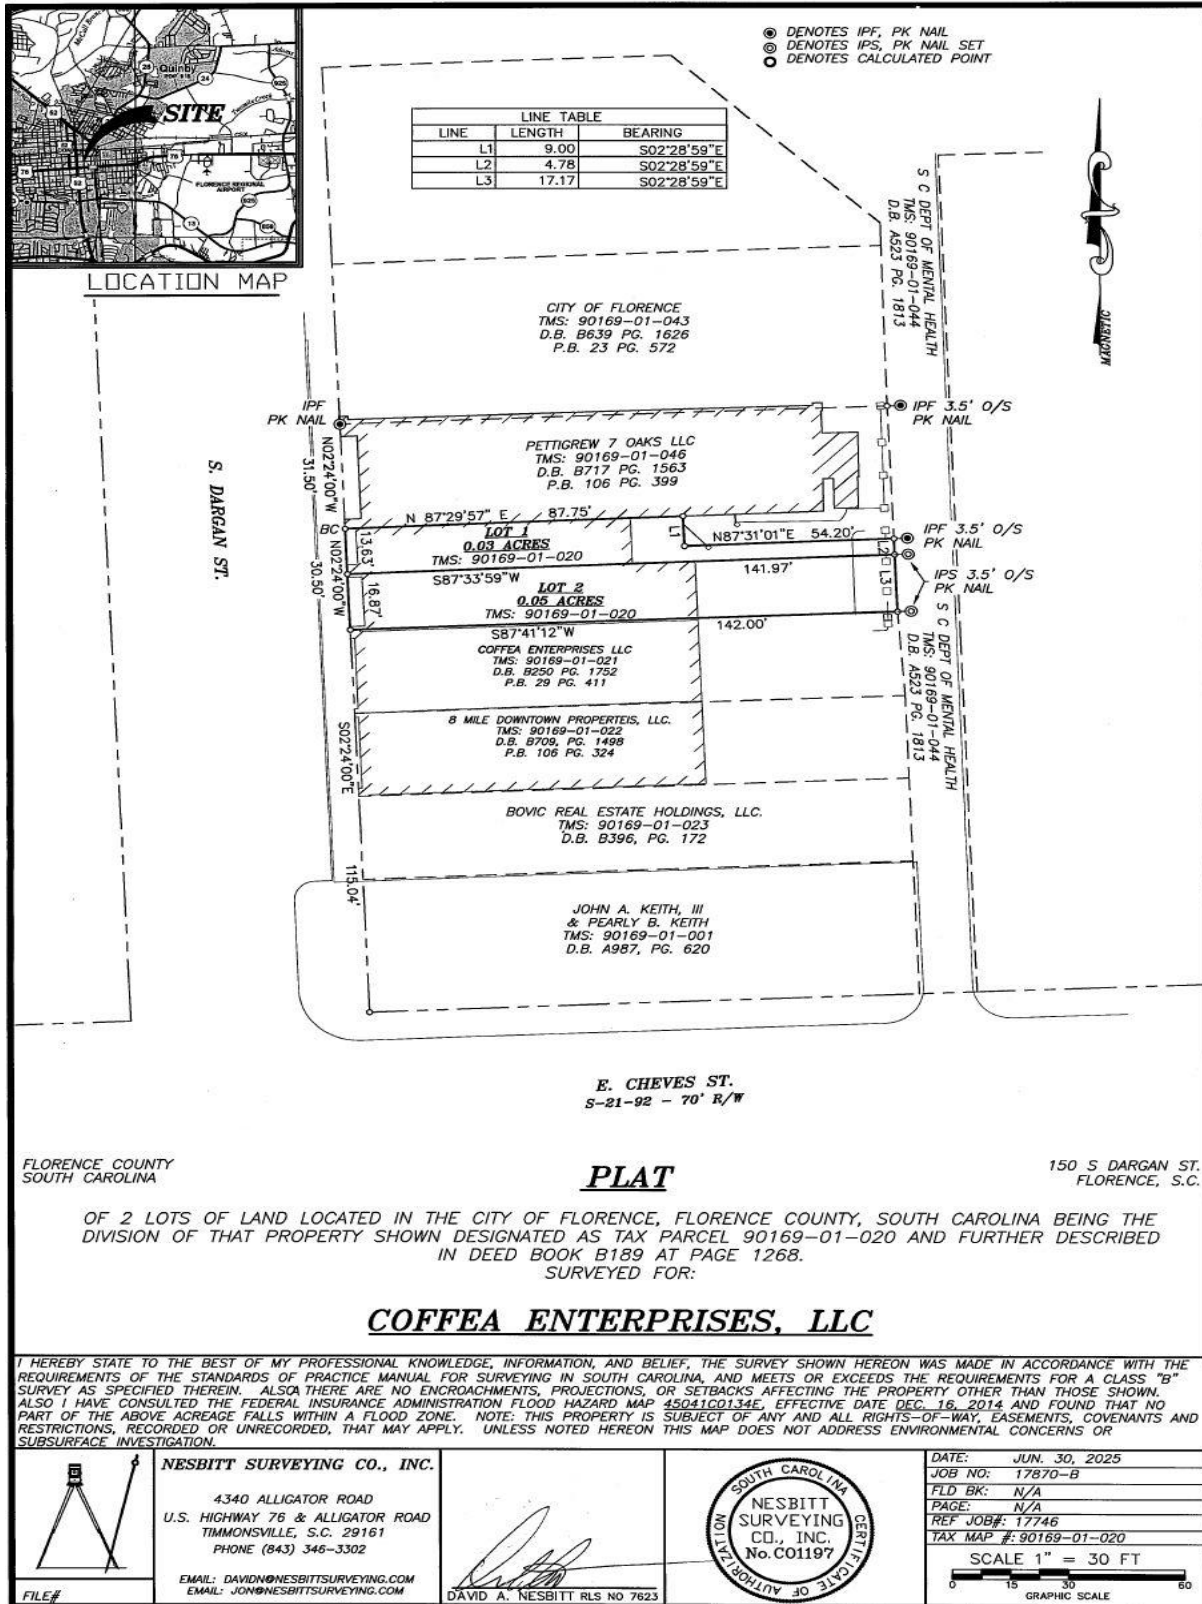 DENOTES IPF, PK NAIL
DENOTES IPS, PK NAIL SET
DENOTES CALCULATED POINT
Quinby
SITE
FLORENCE REGIONAL
AIRPORT
LOCATION MAP
LINE TABLE
LINE LENGTH BEARING
L1 9.00 S02°28'59"E
L2 4.78 S02°28'59"E
L3 17.17 S02°28'59"E
S C DEPT OF MENTAL HEALTH
TMS: 90169-01-044
D.B. A523 PG. 1813
MAGNETIC
CITY OF FLORENCE
TMS: 90169-01-043
D.B. B639 PG. 1626
P.B. 23 PG. 572
IPF
PK NAIL
IPF 3.5' O/S
PK NAIL
PETTIGREW 7 OAKS LLC
TMS: 90169-01-046
D.B. B717 PG. 1563
P.B. 106 PG. 399
N02°24'00"W
31.50'
S. DARGAN ST.
BC
N 87°29'57" E 87.75'
L1
N87°31'01"E 54.20'
IPF 3.5' O/S
PK NAIL
LOT 1
0.03 ACRES
TMS: 90169-01-020
13.63'
N02°24'00"W
30.50'
S87°33'59"W 141.97'
L2
L3
IPS 3.5' O/S
PK NAIL
LOT 2
0.05 ACRES
TMS: 90169-01-020
16.87'
S87°41'12"W 142.00'
COFFEA ENTERPRISES LLC
TMS: 90169-01-021
D.B. B250 PG. 1752
P.B. 29 PG. 411
S C DEPT OF MENTAL HEALTH
TMS: 90169-01-044
D.B. A523 PG. 1813
8 MILE DOWNTOWN PROPERTEIS, LLC.
TMS: 90169-01-022
D.B. B709, PG. 1498
P.B. 106 PG. 324
S02°24'00"E
115.04'
BOVIC REAL ESTATE HOLDINGS, LLC.
TMS: 90169-01-023
D.B. B396, PG. 172
JOHN A. KEITH, III
& PEARLY B. KEITH
TMS: 90169-01-001
D.B. A987, PG. 620
E. CHEVES ST.
S-21-92 - 70' R/W
FLORENCE COUNTY
SOUTH CAROLINA
PLAT
150 S DARGAN ST.
FLORENCE, S.C.
OF 2 LOTS OF LAND LOCATED IN THE CITY OF FLORENCE, FLORENCE COUNTY, SOUTH CAROLINA BEING THE
DIVISION OF THAT PROPERTY SHOWN DESIGNATED AS TAX PARCEL 90169-01-020 AND FURTHER DESCRIBED
IN DEED BOOK B189 AT PAGE 1268.
SURVEYED FOR:
COFFEA ENTERPRISES, LLC
I HEREBY STATE TO THE BEST OF MY PROFESSIONAL KNOWLEDGE, INFORMATION, AND BELIEF, THE SURVEY SHOWN HEREON WAS MADE IN ACCORDANCE WITH THE
REQUIREMENTS OF THE STANDARDS OF PRACTICE MANUAL FOR SURVEYING IN SOUTH CAROLINA, AND MEETS OR EXCEEDS THE REQUIREMENTS FOR A CLASS "B"
SURVEY AS SPECIFIED THEREIN. ALSO THERE ARE NO ENCROACHMENTS, PROJECTIONS, OR SETBACKS AFFECTING THE PROPERTY OTHER THAN THOSE SHOWN.
ALSO I HAVE CONSULTED THE FEDERAL INSURANCE ADMINISTRATION FLOOD HAZARD MAP 45041C0134E, EFFECTIVE DATE DEC. 16, 2014 AND FOUND THAT NO
PART OF THE ABOVE ACREAGE FALLS WITHIN A FLOOD ZONE. NOTE: THIS PROPERTY IS SUBJECT OF ANY AND ALL RIGHTS-OF-WAY, EASEMENTS, COVENANTS AND
RESTRICTIONS, RECORDED OR UNRECORDED, THAT MAY APPLY. UNLESS NOTED HEREON THIS MAP DOES NOT ADDRESS ENVIRONMENTAL CONCERNS OR
SUBSURFACE INVESTIGATION.
FILE#
NESBITT SURVEYING CO., INC.
4340 ALLIGATOR ROAD
U.S. HIGHWAY 76 & ALLIGATOR ROAD
TIMMONSVILLE, S.C. 29161
PHONE (843) 346-3302
EMAIL: DAVIDN@NESBITTSURVEYING.COM
EMAIL: JON@NESBITTSURVEYING.COM
DAVID A. NESBITT RLS NO 7623
SOUTH CAROLINA
CERTIFICATE OF AUTHORIZATION
NESBITT
SURVEYING
CO., INC.
No. C01197
DATE: JUN. 30, 2025
JOB NO: 17870-B
FLD BK: N/A
PAGE: N/A
REF JOB#: 17746
TAX MAP #: 90169-01-020
SCALE 1" = 30 FT
0 15 30 60
GRAPHIC SCALE